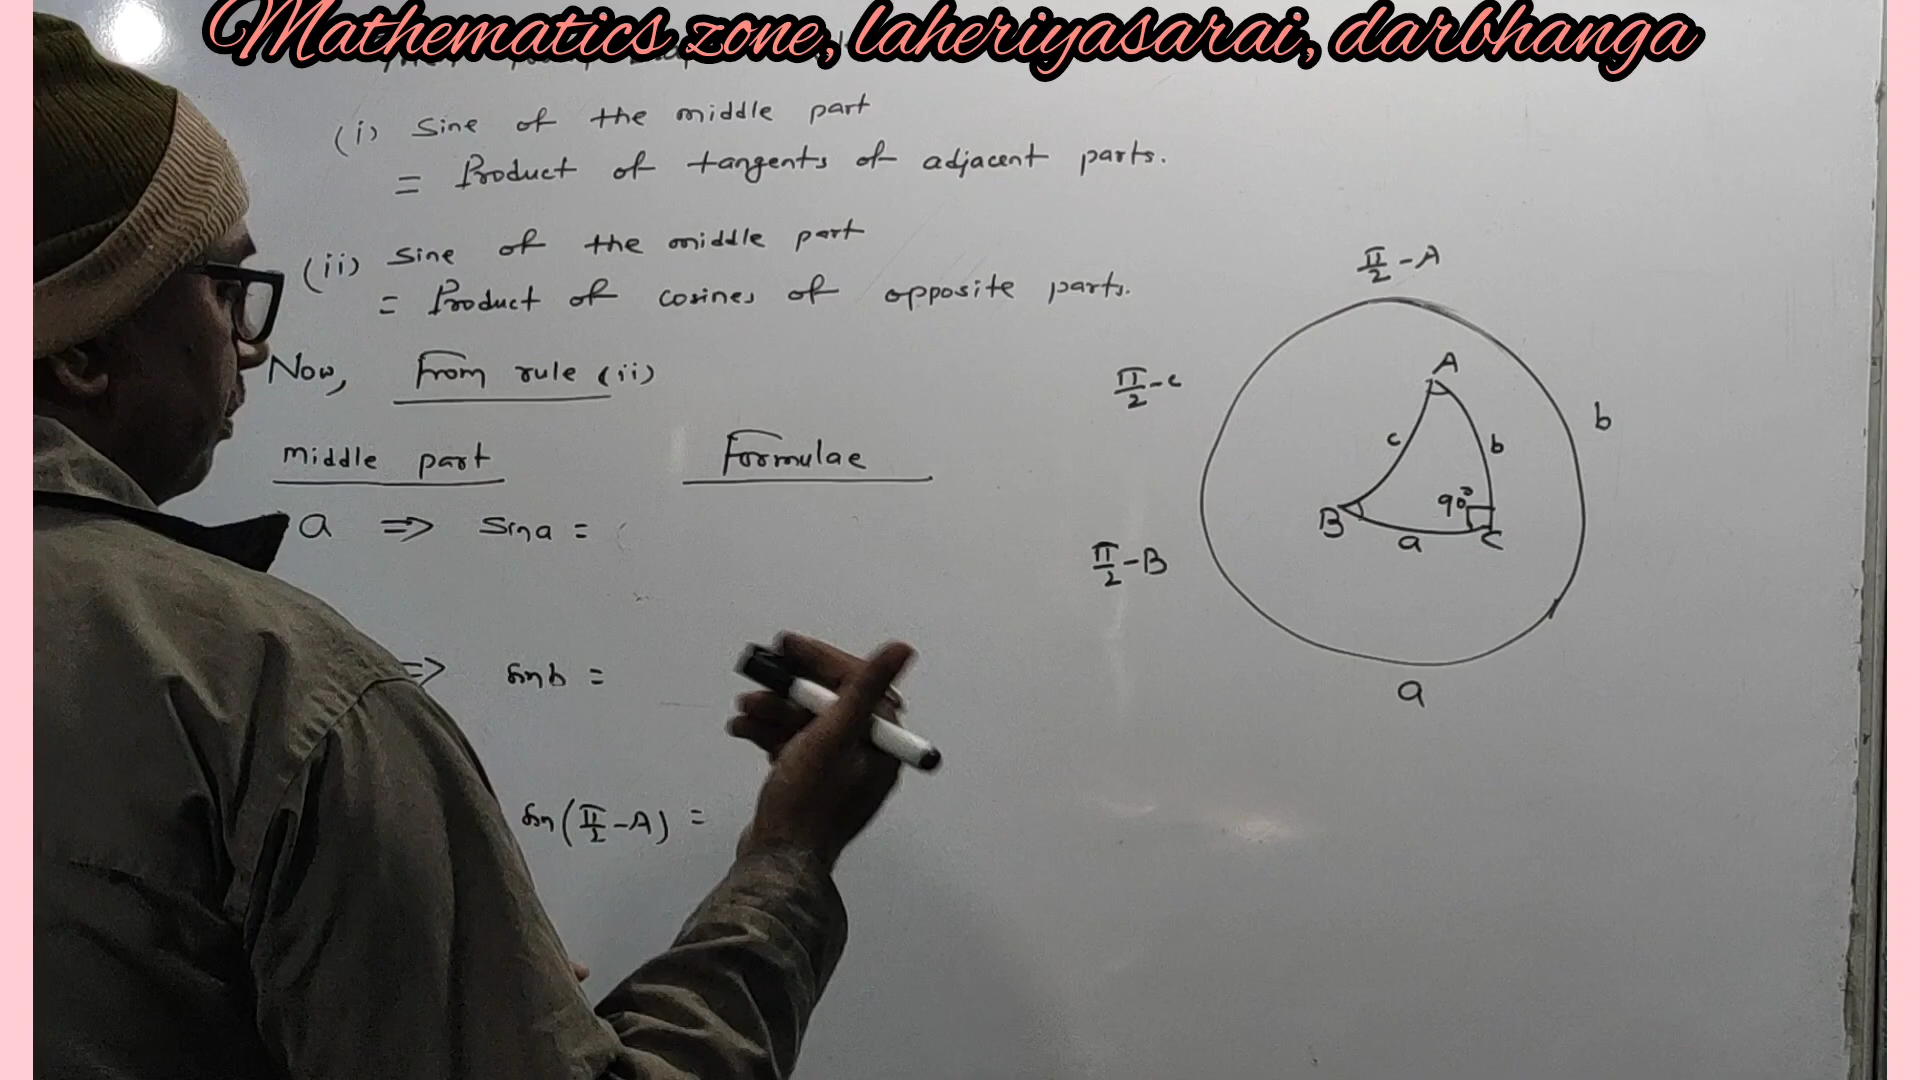 Mathematics zone, laheriyasarai, darbhanga
(i) Sine of the middle part
= Product of tangents of adjacent parts.
(ii) Sine of the middle part
= Product of cosines of opposite parts.
Now, From rule (ii)
Middle part Formulae
a ⇒ Sin a =
⇒ Sin b =
Sin(π/2 - A) =
π/2 - A
π/2 - c
b
A
c
b
90°
B
a
C
π/2 - B
a